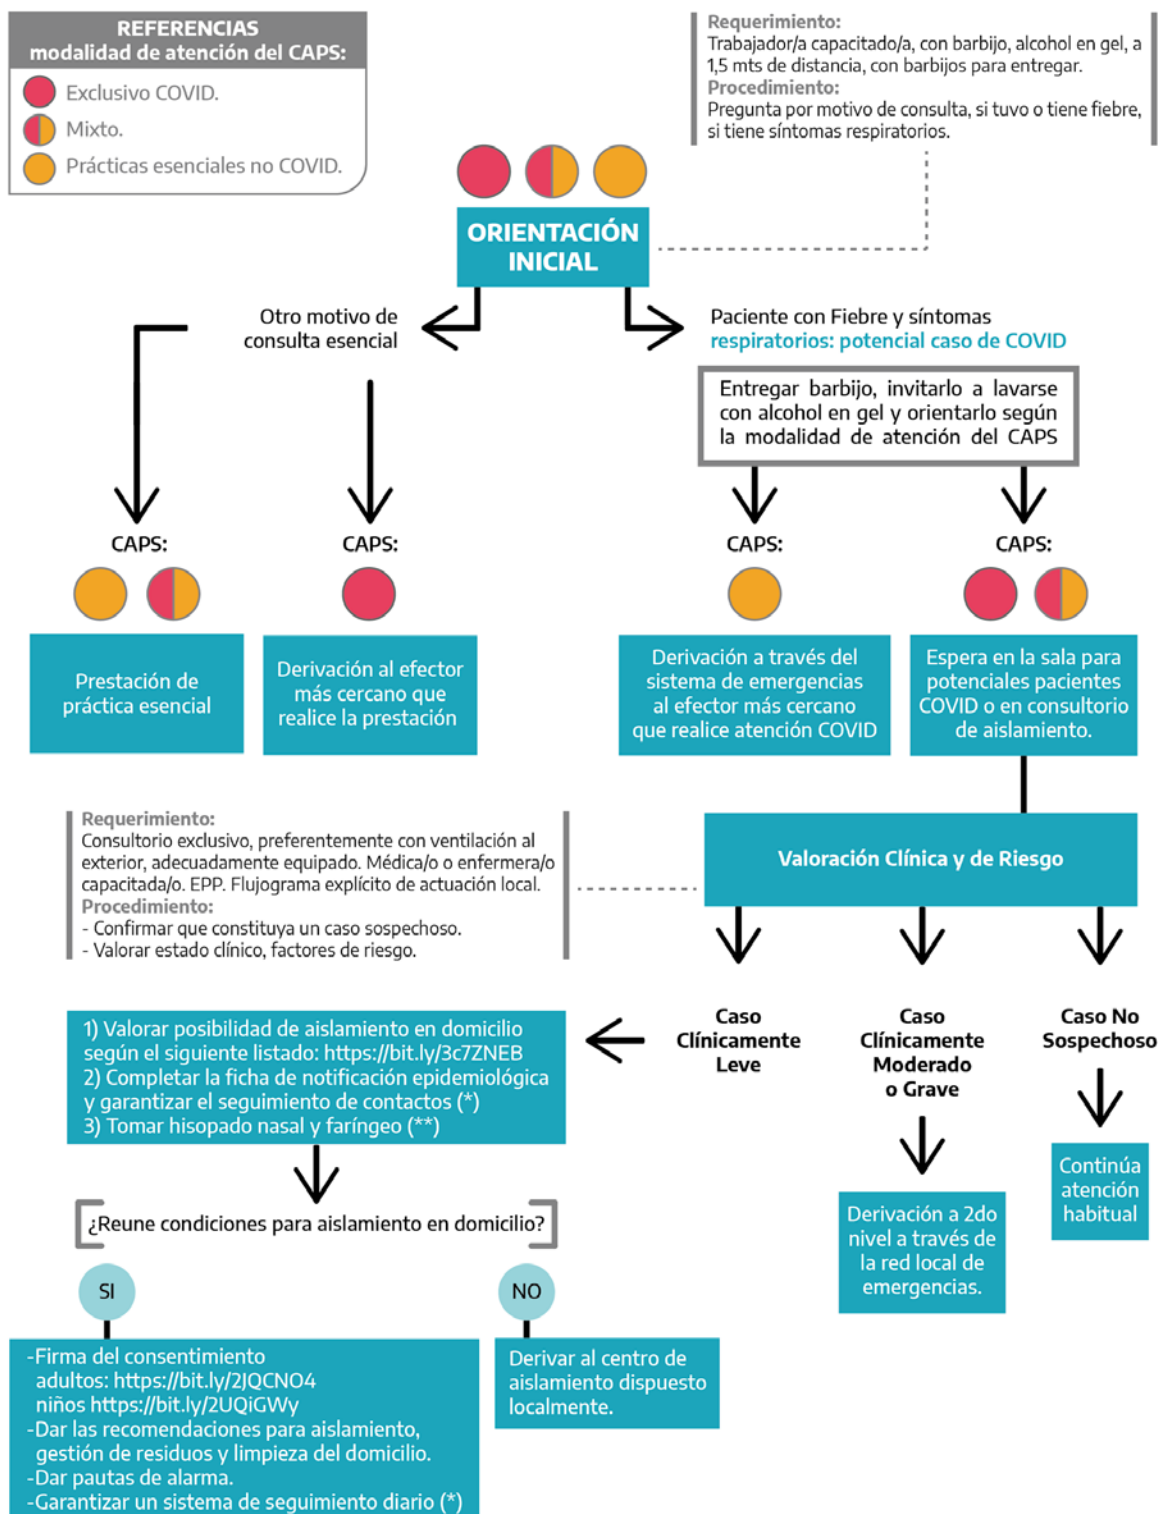 REFERENCIAS
modalidad de atención del CAPS:
Exclusivo COVID.
Mixto.
Prácticas esenciales no COVID.
Requerimiento:
Trabajador/a capacitado/a, con barbijo, alcohol en gel, a
1,5 mts de distancia, con barbijos para entregar.
Procedimiento:
Pregunta por motivo de consulta, si tuvo o tiene fiebre,
si tiene síntomas respiratorios.
ORIENTACIÓN
INICIAL
Otro motivo de
consulta esencial
Paciente con Fiebre y síntomas
respiratorios: potencial caso de COVID
Entregar barbijo, invitarlo a lavarse
con alcohol en gel y orientarlo según
la modalidad de atención del CAPS
CAPS:
CAPS:
CAPS:
CAPS:
Prestación de
práctica esencial
Derivación al efector
más cercano que
realice la prestación
Derivación a través del
sistema de emergencias
al efector más cercano
que realice atención COVID
Espera en la sala para
potenciales pacientes
COVID o en consultorio
de aislamiento.
Requerimiento:
Consultorio exclusivo, preferentemente con ventilación al
exterior, adecuadamente equipado. Médica/o o enfermera/o
capacitada/o. EPP. Flujograma explícito de actuación local.
Procedimiento:
- Confirmar que constituya un caso sospechoso.
- Valorar estado clínico, factores de riesgo.
Valoración Clínica y de Riesgo
Caso
Clínicamente
Leve
Caso
Clínicamente
Moderado
o Grave
Caso No
Sospechoso
1) Valorar posibilidad de aislamiento en domicilio
según el siguiente listado: https://bit.ly/3c7ZNEB
2) Completar la ficha de notificación epidemiológica
y garantizar el seguimiento de contactos (*)
3) Tomar hisopado nasal y faríngeo (**)
Continúa
atención
habitual
Derivación a 2do
nivel a través de
la red local de
emergencias.
¿Reune condiciones para aislamiento en domicilio?
SI
NO
-Firma del consentimiento
adultos: https://bit.ly/2JQCNO4
niños https://bit.ly/2UQiGWy
-Dar las recomendaciones para aislamiento,
gestión de residuos y limpieza del domicilio.
-Dar pautas de alarma.
-Garantizar un sistema de seguimiento diario (*)
Derivar al centro de
aislamiento dispuesto
localmente.